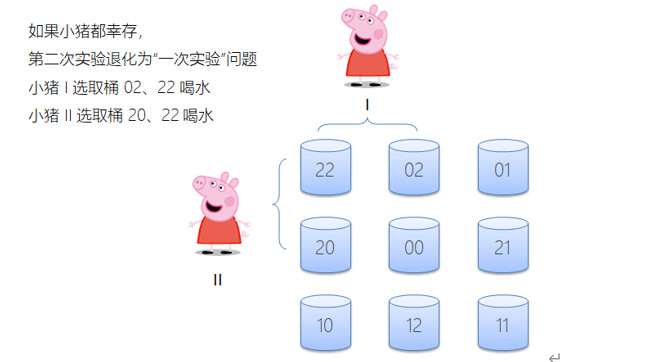 如果小猪都幸存，
第二次实验退化为“一次实验”问题
小猪 I 选取桶 02、22 喝水
小猪 II 选取桶 20、22 喝水
I
22 02 01
II
20 00 21
10 12 11
↵